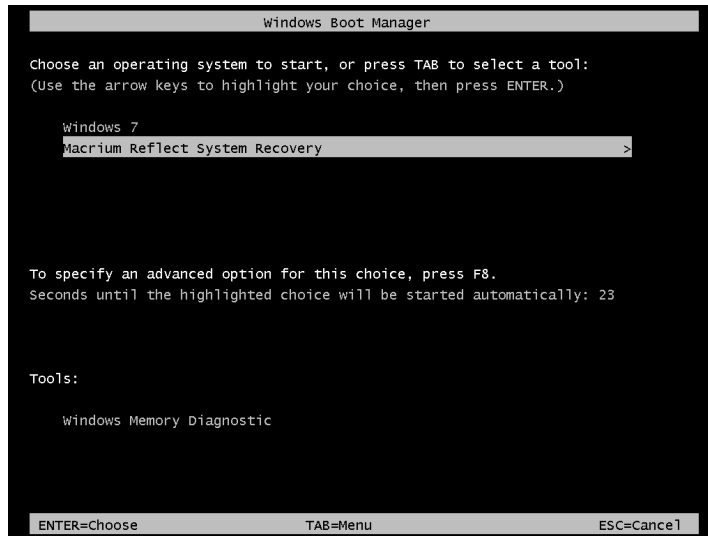 Windows Boot Manager
Choose an operating system to start, or press TAB to select a tool:
(Use the arrow keys to highlight your choice, then press ENTER.)
Windows 7
Macrium Reflect System Recovery >
To specify an advanced option for this choice, press F8.
Seconds until the highlighted choice will be started automatically: 23
Tools:
Windows Memory Diagnostic
ENTER=Choose TAB=Menu ESC=Cancel